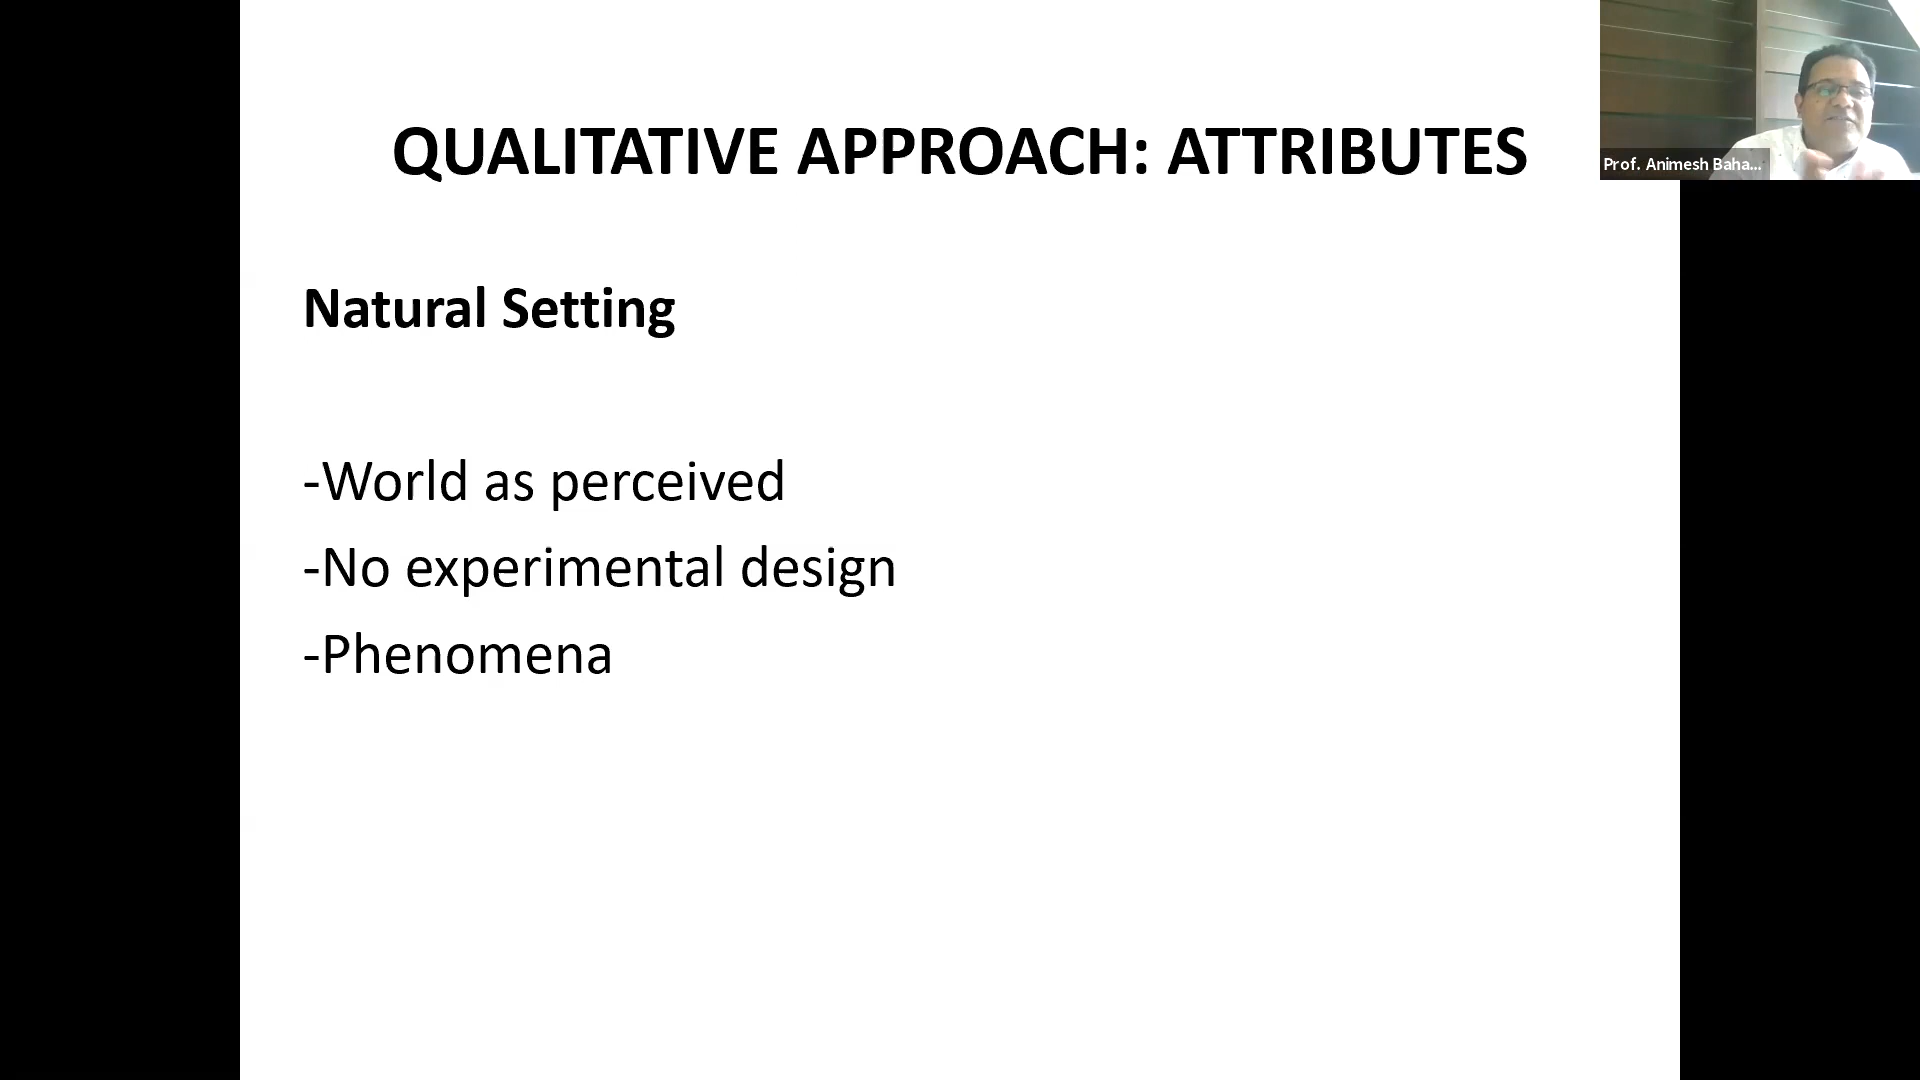 QUALITATIVE APPROACH: ATTRIBUTES
Prof. Animesh Baha...
Natural Setting
-World as perceived
-No experimental design
-Phenomena